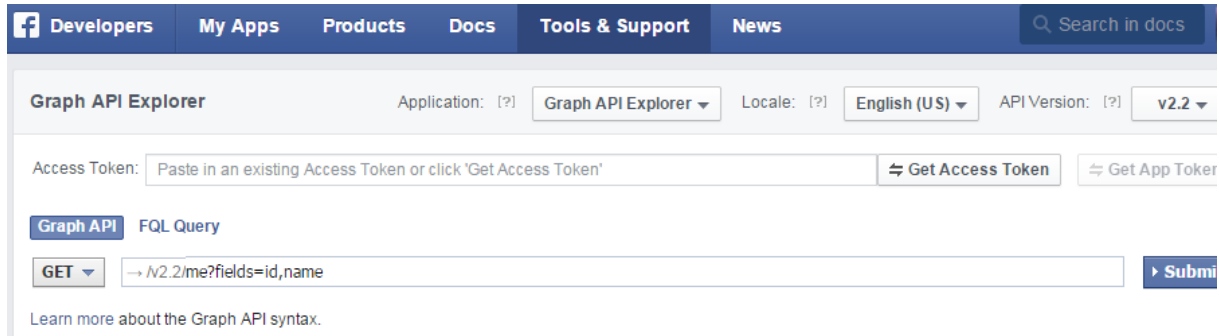 f Developers My Apps Products Docs Tools & Support News Search in docs
Graph API Explorer Application: [?] Graph API Explorer Locale: [?] English (US) API Version: [?] v2.2
Access Token: Paste in an existing Access Token or click 'Get Access Token' Get Access Token Get App Token
Graph API FQL Query
GET → /v2.2/me?fields=id,name Submi
Learn more about the Graph API syntax.